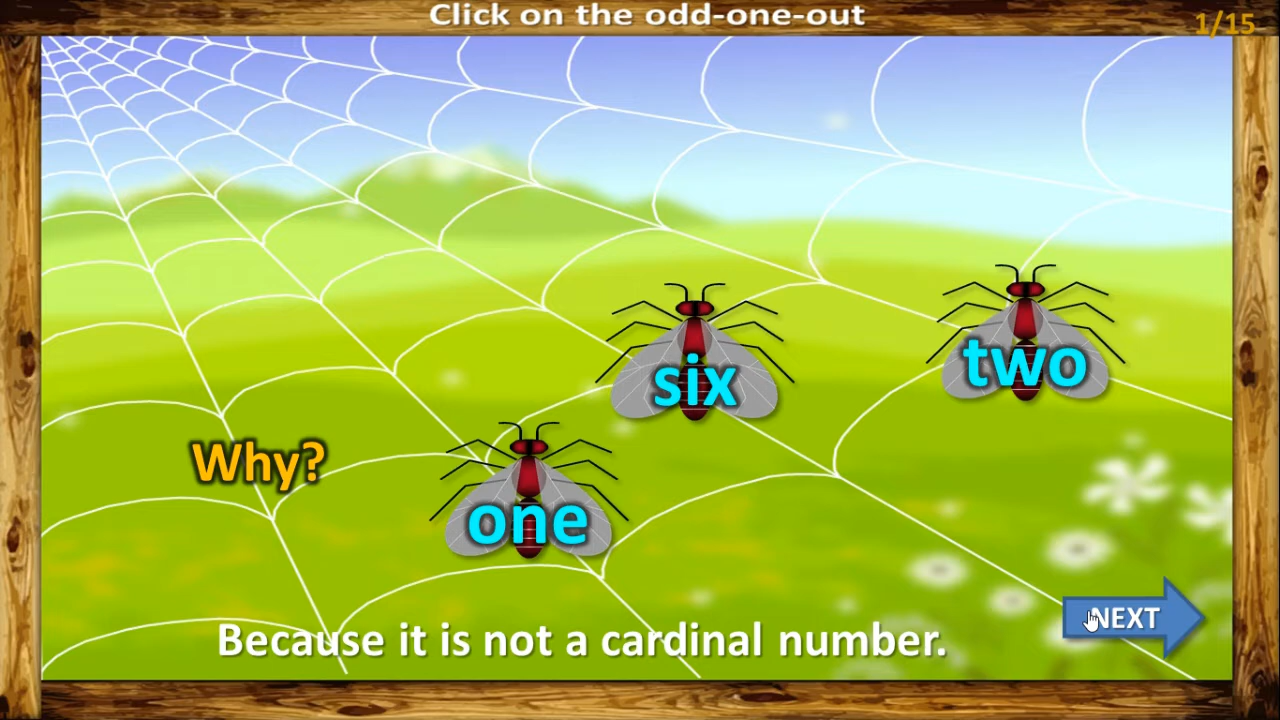 Click on the odd-one-out
1/15
two
six
Why?
one
NEXT
Because it is not a cardinal number.